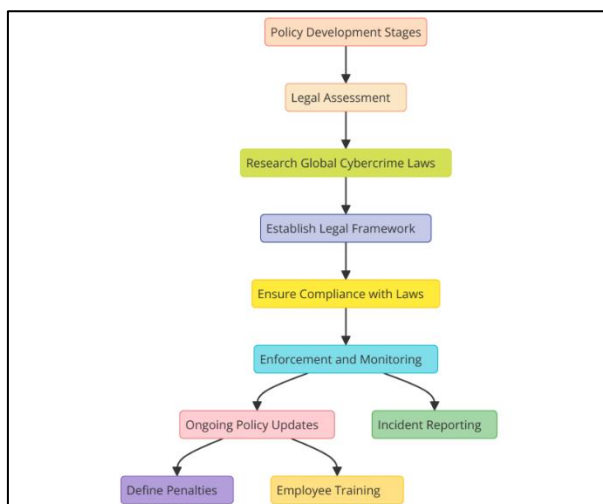 Policy Development Stages
Legal Assessment
Research Global Cybercrime Laws
Establish Legal Framework
Ensure Compliance with Laws
Enforcement and Monitoring
Ongoing Policy Updates
Incident Reporting
Define Penalties
Employee Training